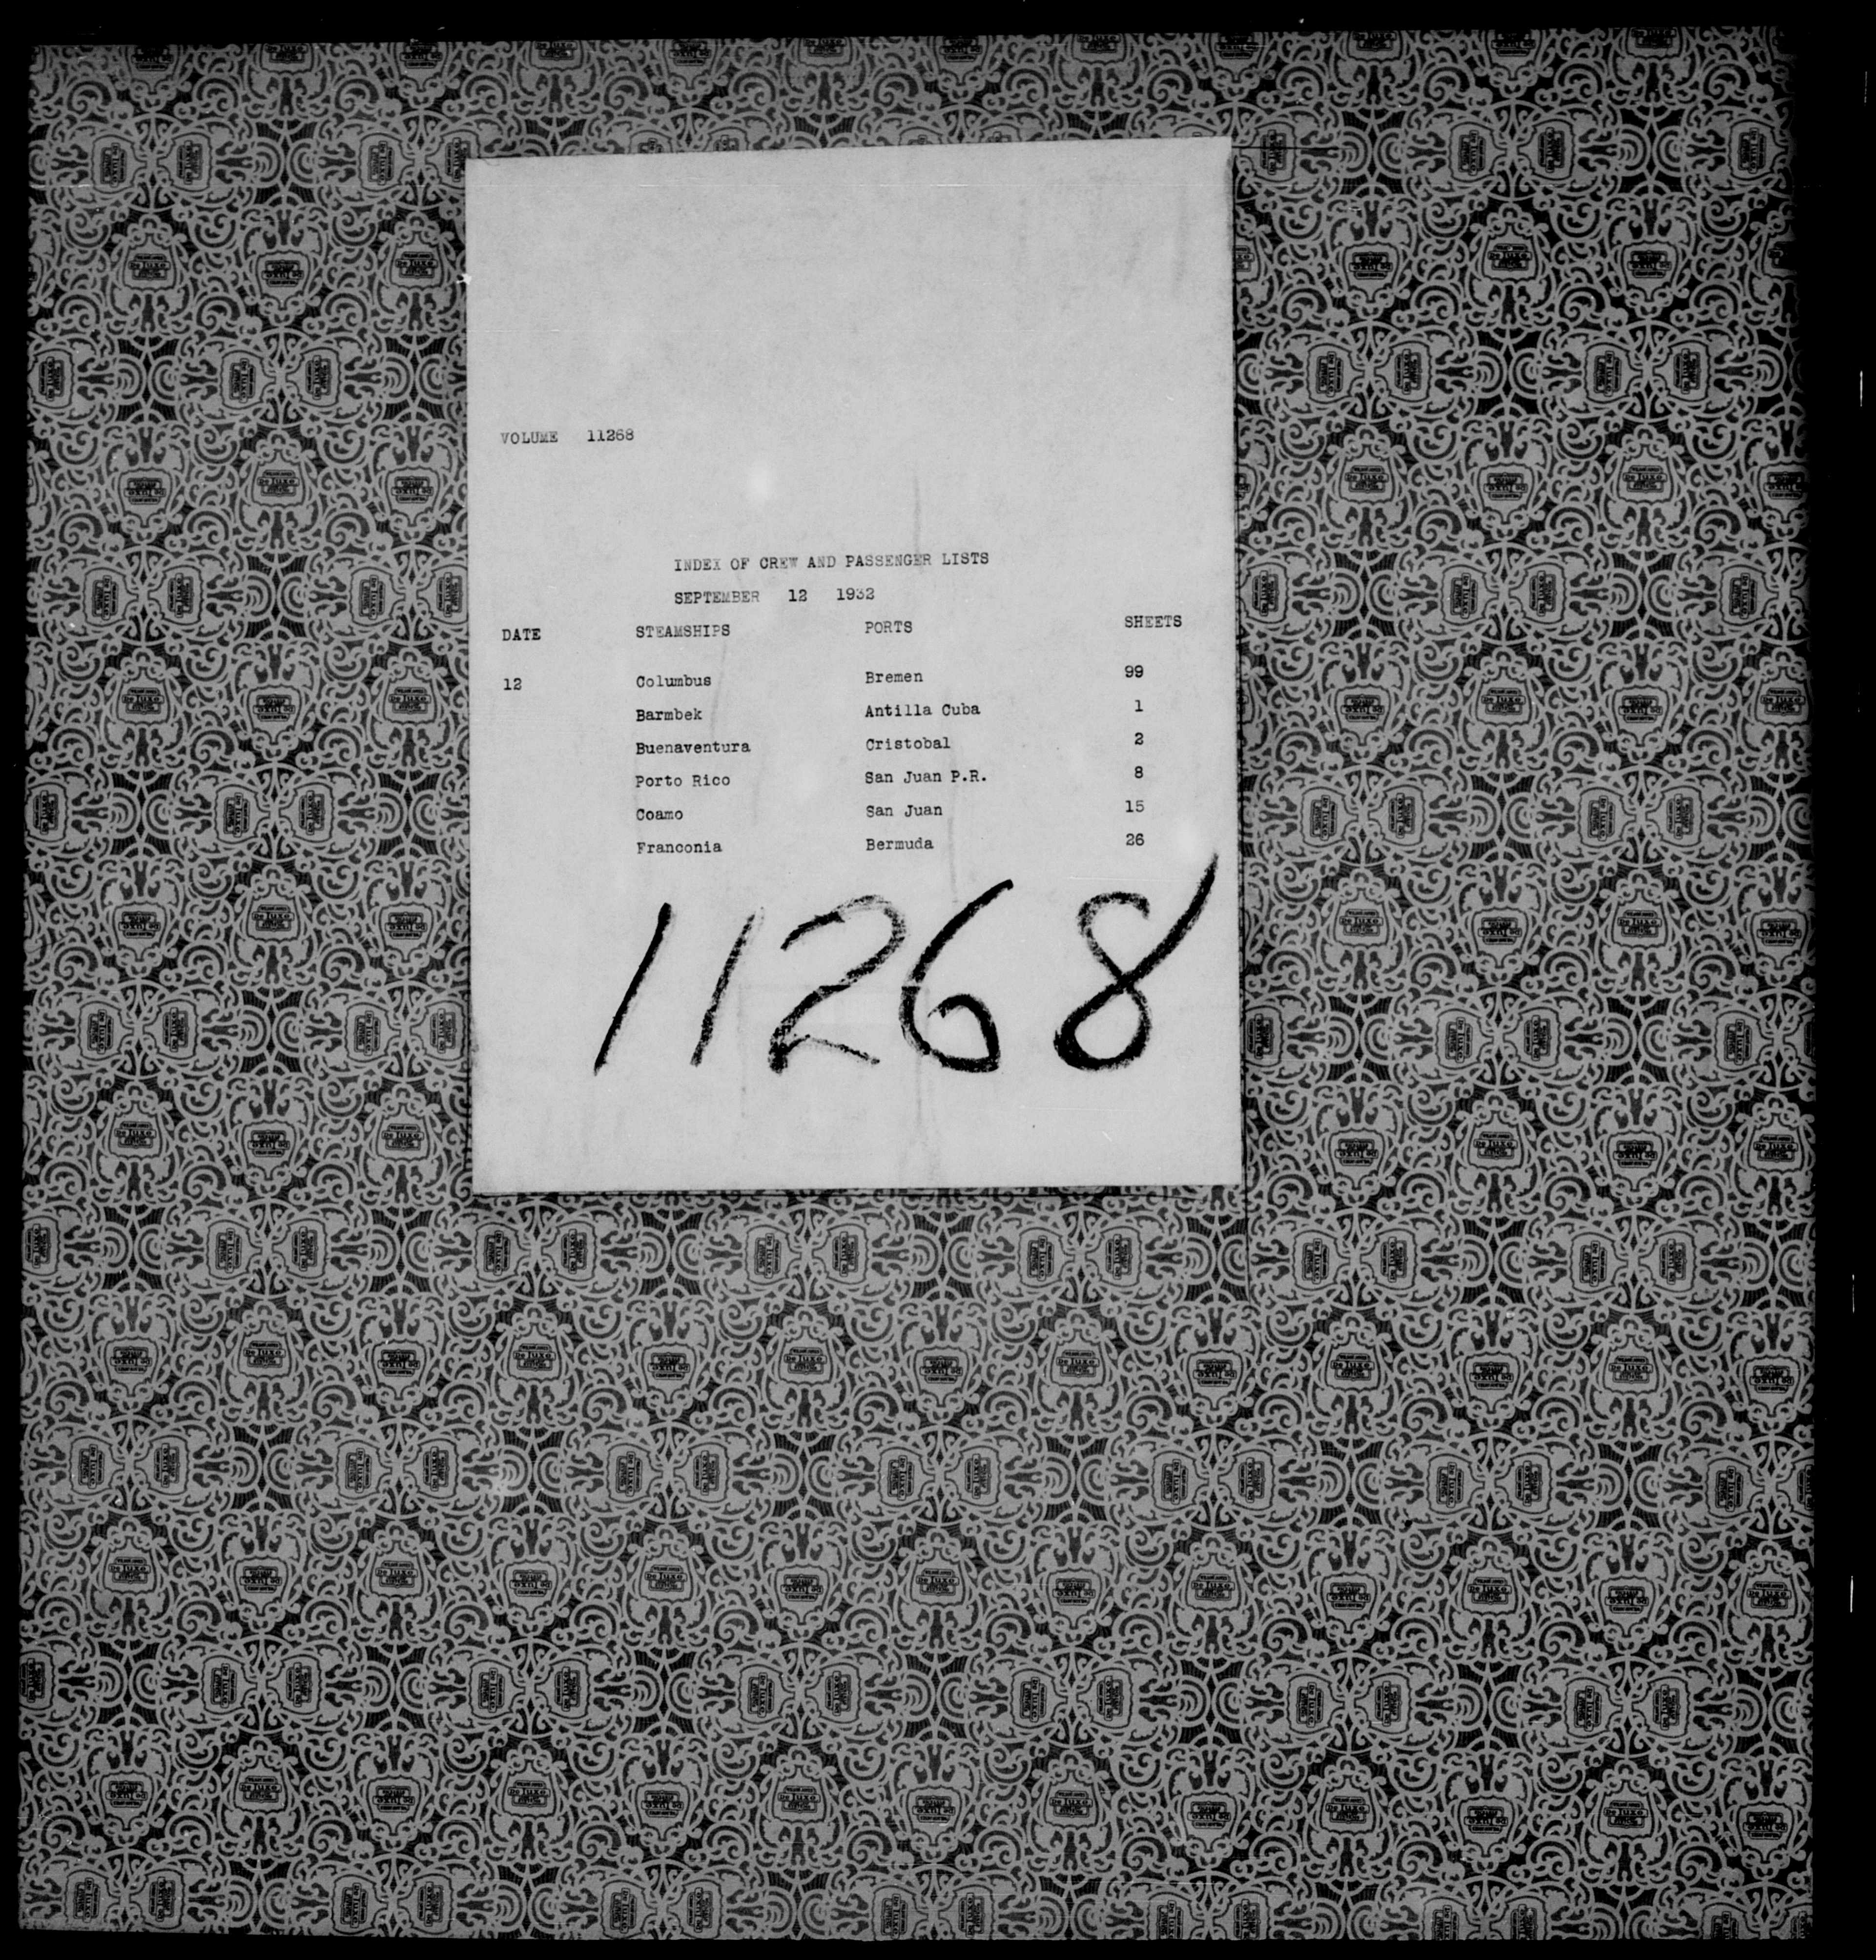 VOLUME 11268
INDEX OF CREW AND PASSENGER LISTS
SEPTEMBER 12 1932
DATE STEAMSHIPS PORTS SHEETS
12 Columbus Bremen 99
Barmbek Antilla Cuba 1
Buenaventura Cristobal 2
Porto Rico San Juan P.R. 8
Coamo San Juan 15
Franconia Bermuda 26
11268
De luxe